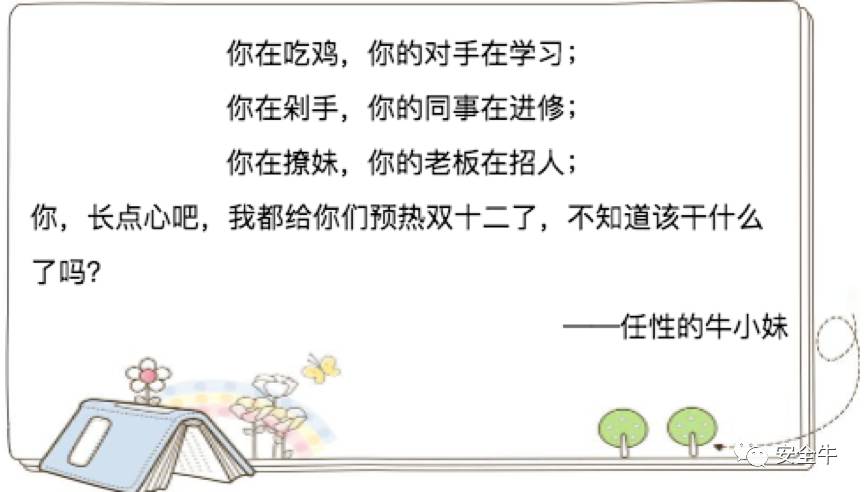 你在吃鸡，你的对手在学习；
你在剁手，你的同事在进修；
你在撩妹，你的老板在招人；
你，长点心吧，我都给你们预热双十二了，不知道该干什么
了吗？
——任性的牛小妹
安全牛